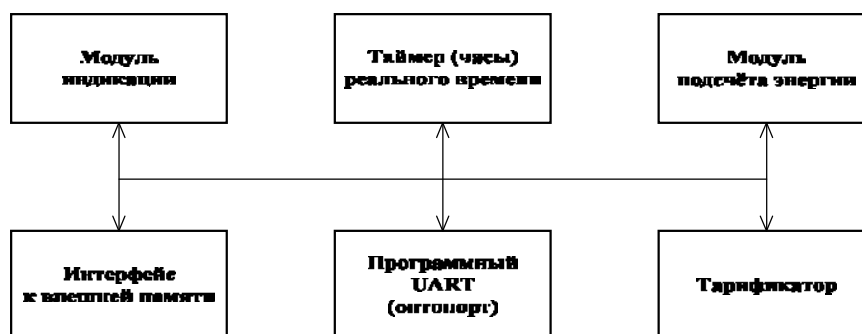 Модуль
индикации
Таймер (часы)
реального времени
Модуль
подсчёта энергии
Интерфейс
к внешней памяти
Программный
UART
(оптопорт)
Тарификатор